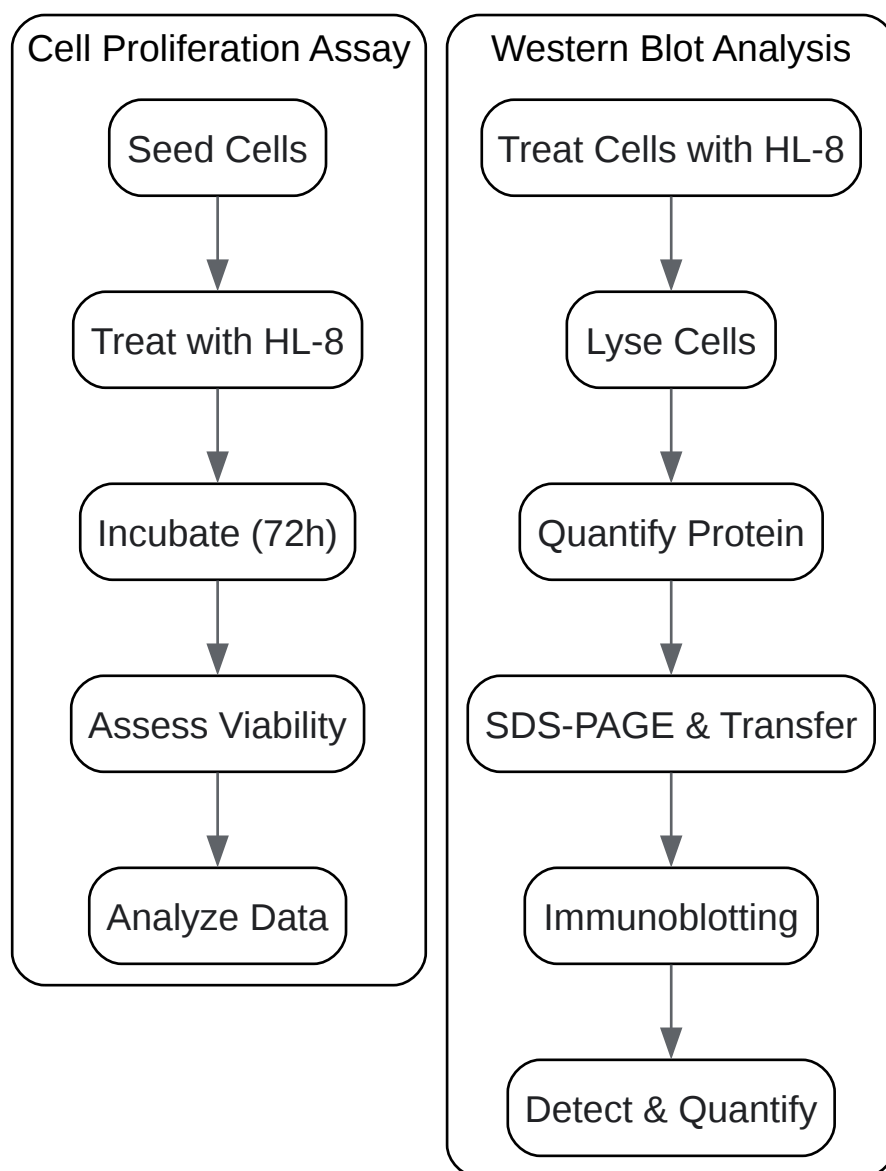 Cell Proliferation Assay
Seed Cells
Treat with HL-8
Incubate (72h)
Assess Viability
Analyze Data
Western Blot Analysis
Treat Cells with HL-8
Lyse Cells
Quantify Protein
SDS-PAGE & Transfer
Immunoblotting
Detect & Quantify